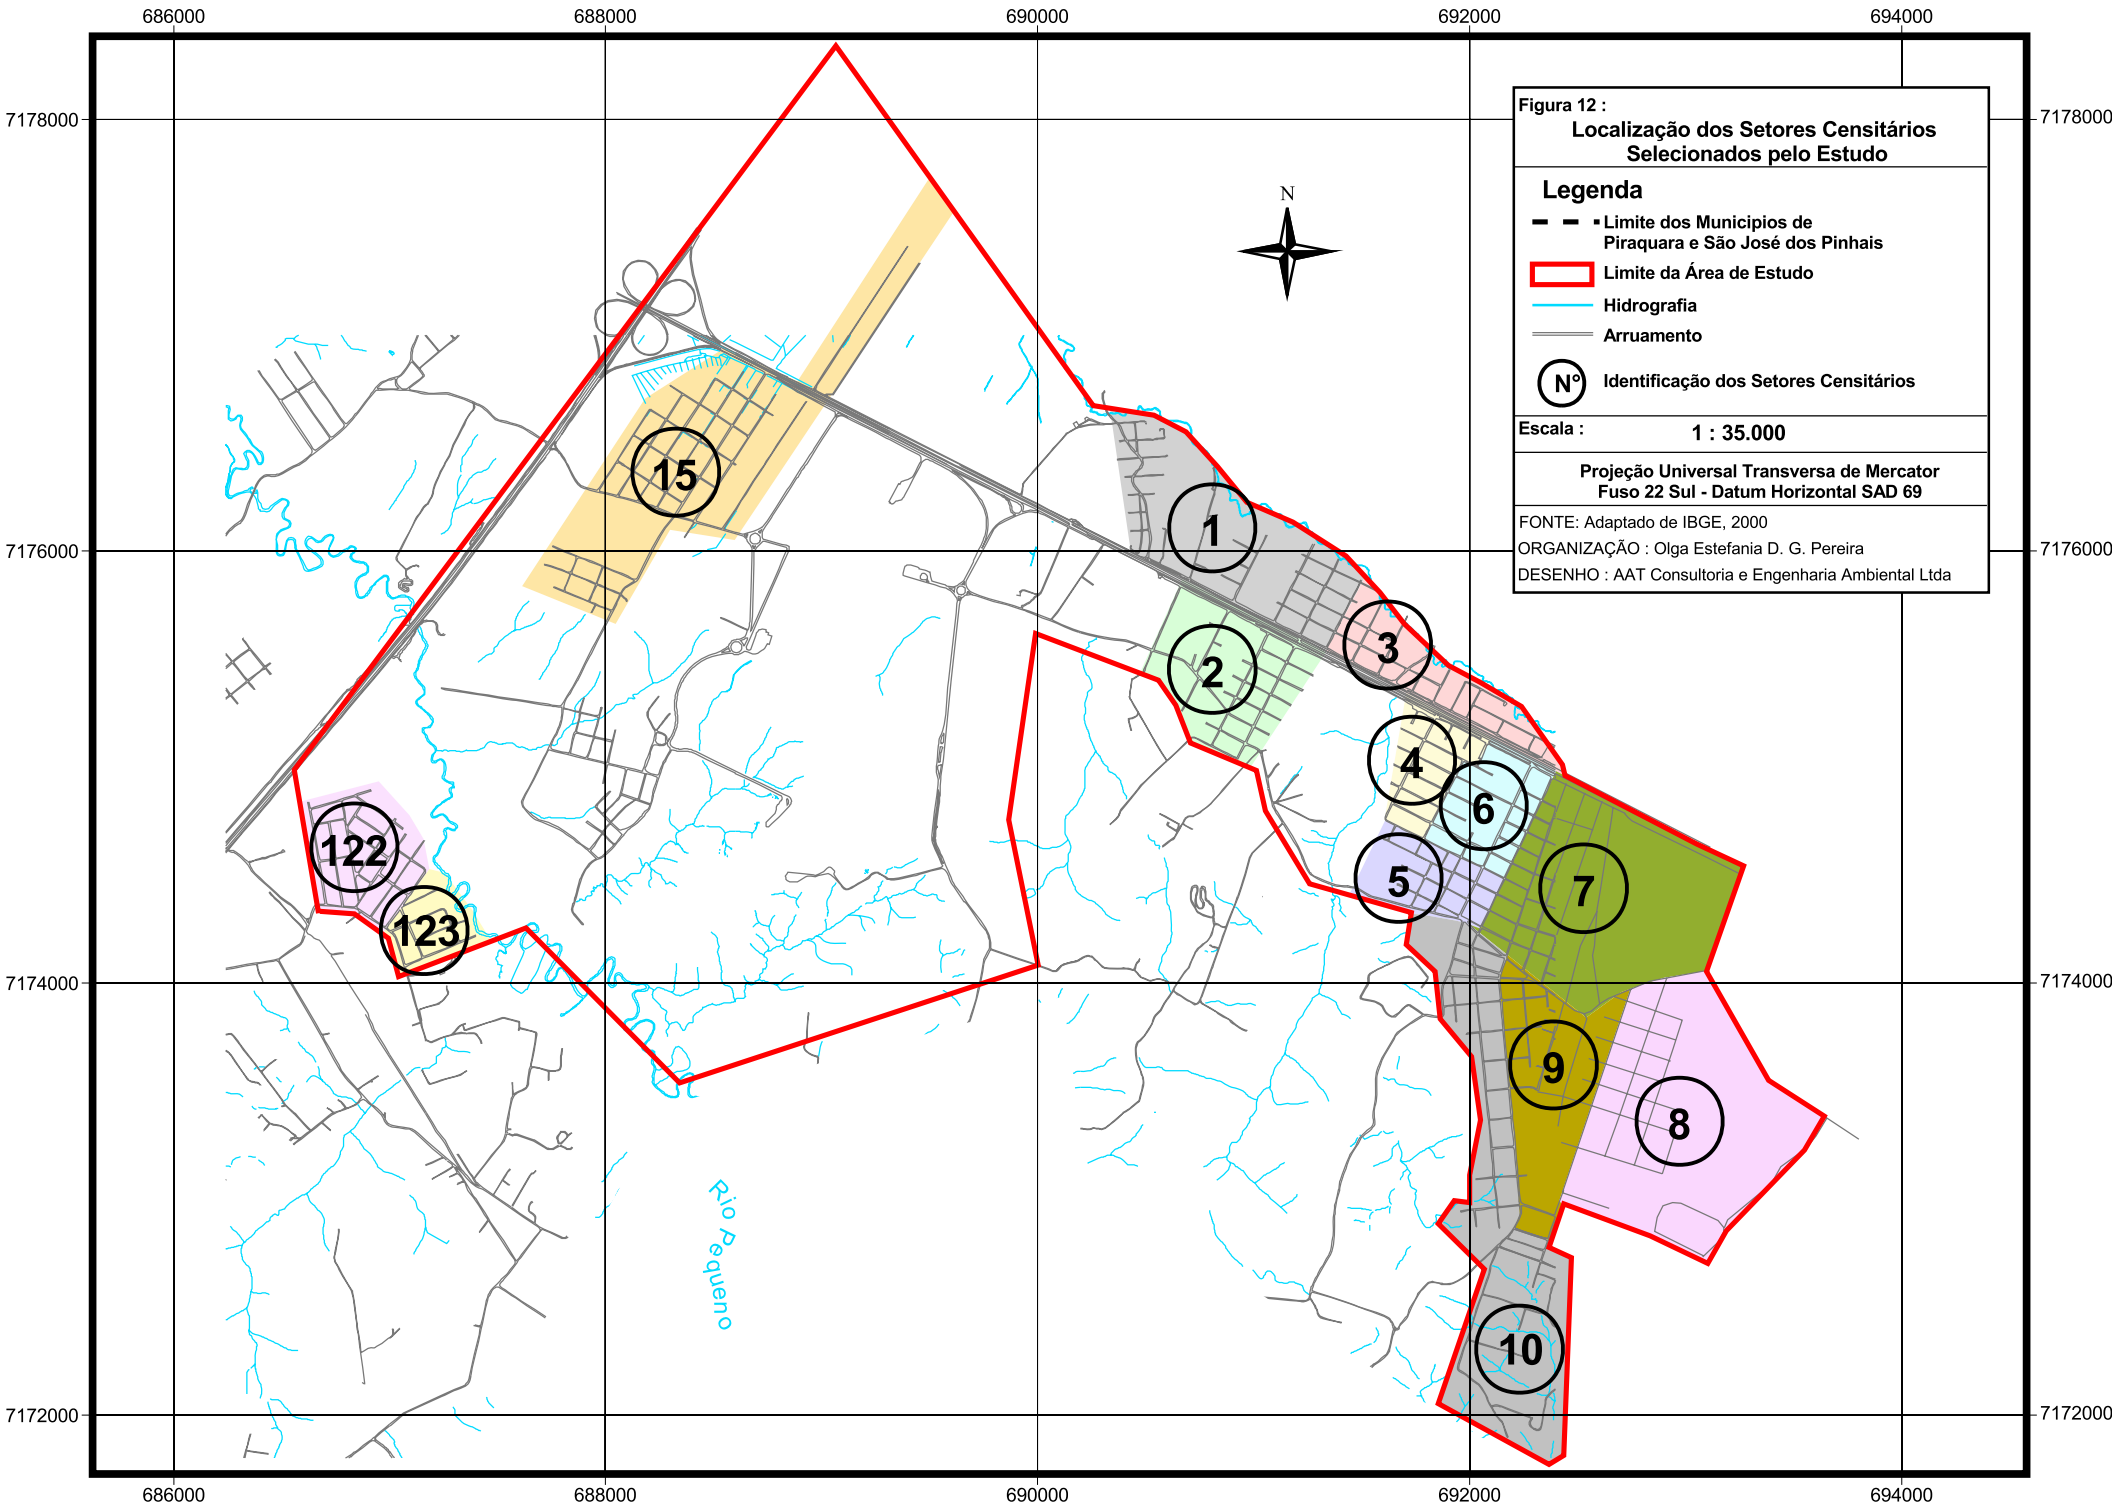 686000 688000 690000 692000 694000
7178000 7178000
Figura 12 :
Localização dos Setores Censitários
Selecionados pelo Estudo
Legenda
Limite dos Municipios de
Piraquara e São José dos Pinhais
Limite da Área de Estudo
Hidrografia
Arruamento
N° Identificação dos Setores Censitários
Escala : 1 : 35.000
Projeção Universal Transversa de Mercator
Fuso 22 Sul - Datum Horizontal SAD 69
FONTE: Adaptado de IBGE, 2000
ORGANIZAÇÃO : Olga Estefania D. G. Pereira
DESENHO : AAT Consultoria e Engenharia Ambiental Ltda
N
15
1
7176000 7176000
3
2
4
6
122
5
7
123
7174000 7174000
9
8
Rio Pequeno
10
7172000 7172000
686000 688000 690000 692000 694000